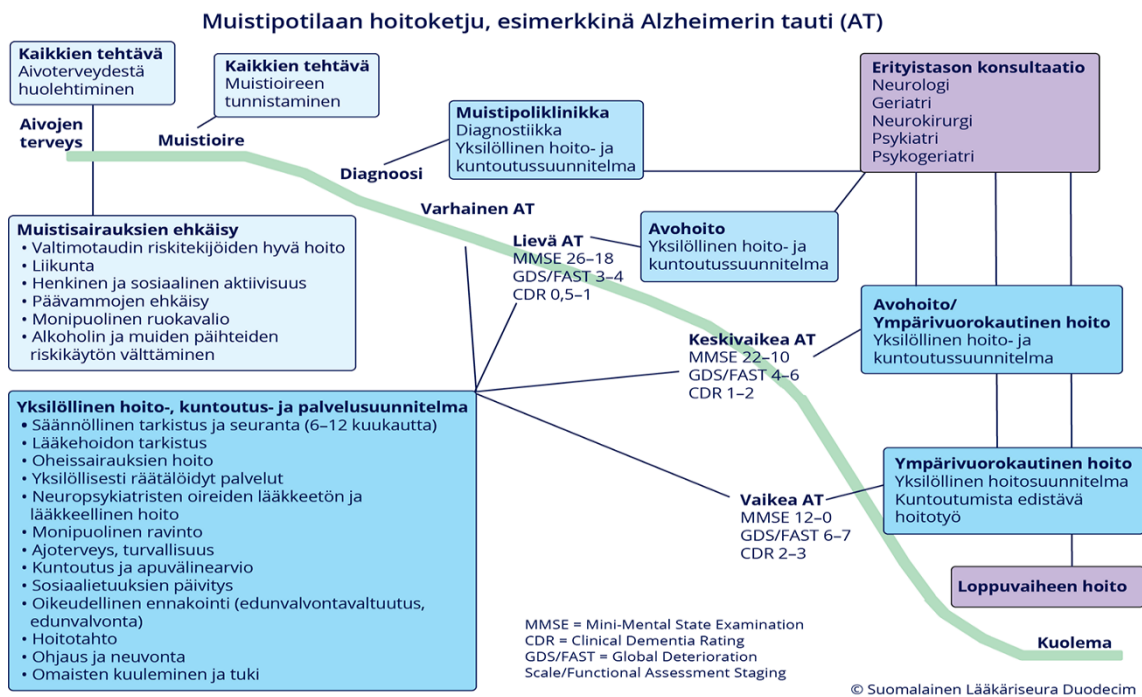 Muistipotilaan hoitoketju, esimerkkinä Alzheimerin tauti (AT)
Kaikkien tehtävä
Aivoterveydestä
huolehtiminen
Kaikkien tehtävä
Muistioireen
tunnistaminen
Aivojen
terveys
Muistioire
Diagnoosi
Muistipoliklinikka
Diagnostiikka
Yksilöllinen hoito- ja
kuntoutussuunnitelma
Erityistason konsultaatio
Neurologi
Geriatri
Neurokirurgi
Psykiatri
Psykogeriatri
Muistisairauksien ehkäisy
• Valtimotaudin riskitekijöiden hyvä hoito
• Liikunta
• Henkinen ja sosiaalinen aktiivisuus
• Päävammojen ehkäisy
• Monipuolinen ruokavalio
• Alkoholin ja muiden päihteiden
riskikäytön välttäminen
Varhainen AT
Lievä AT
MMSE 26–18
GDS/FAST 3–4
CDR 0,5–1
Avohoito
Yksilöllinen hoito- ja
kuntoutussuunnitelma
Keskivaikea AT
MMSE 22–10
GDS/FAST 4–6
CDR 1–2
Avohoito/
Ympärivuorokautinen hoito
Yksilöllinen hoito- ja
kuntoutussuunnitelma
Yksilöllinen hoito-, kuntoutus- ja palvelusuunnitelma
• Säännöllinen tarkistus ja seuranta (6–12 kuukautta)
• Lääkehoidon tarkistus
• Oheissairauksien hoito
• Yksilöllisesti räätälöidyt palvelut
• Neuropsykiatristen oireiden lääkkeetön ja
lääkkeellinen hoito
• Monipuolinen ravinto
• Ajoterveys, turvallisuus
• Kuntoutus ja apuvälinearvio
• Sosiaalietuuksien päivitys
• Oikeudellinen ennakointi (edunvalvontavaltuutus,
edunvalvonta)
• Hoitotahto
• Ohjaus ja neuvonta
• Omaisten kuuleminen ja tuki
Vaikea AT
MMSE 12–0
GDS/FAST 6–7
CDR 2–3
Ympärivuorokautinen hoito
Yksilöllinen hoitosuunnitelma
Kuntoutumista edistävä
hoitotyö
Loppuvaiheen hoito
Kuolema
MMSE = Mini-Mental State Examination
CDR = Clinical Dementia Rating
GDS/FAST = Global Deterioration
Scale/Functional Assessment Staging
© Suomalainen Lääkäriseura Duodecim